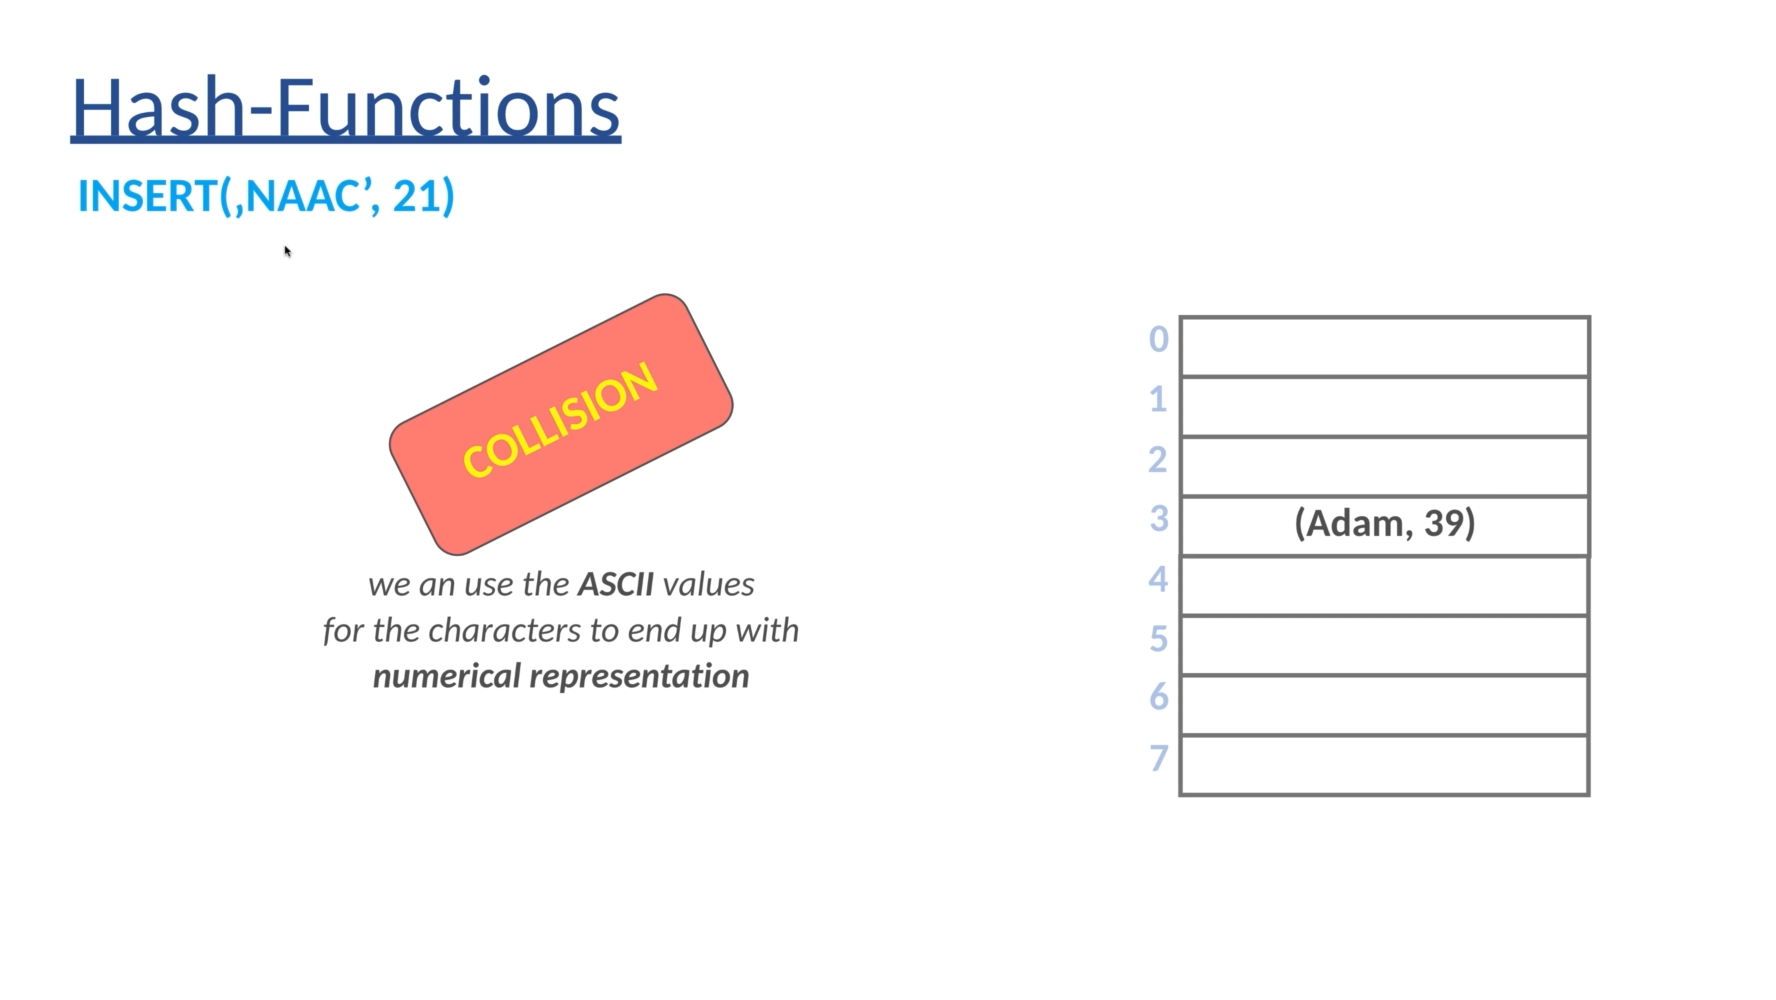 Hash-Functions
INSERT(,NAAC’, 21)
COLLISION
we an use the ASCII values
for the characters to end up with
numerical representation
0
1
2
3 (Adam, 39)
4
5
6
7